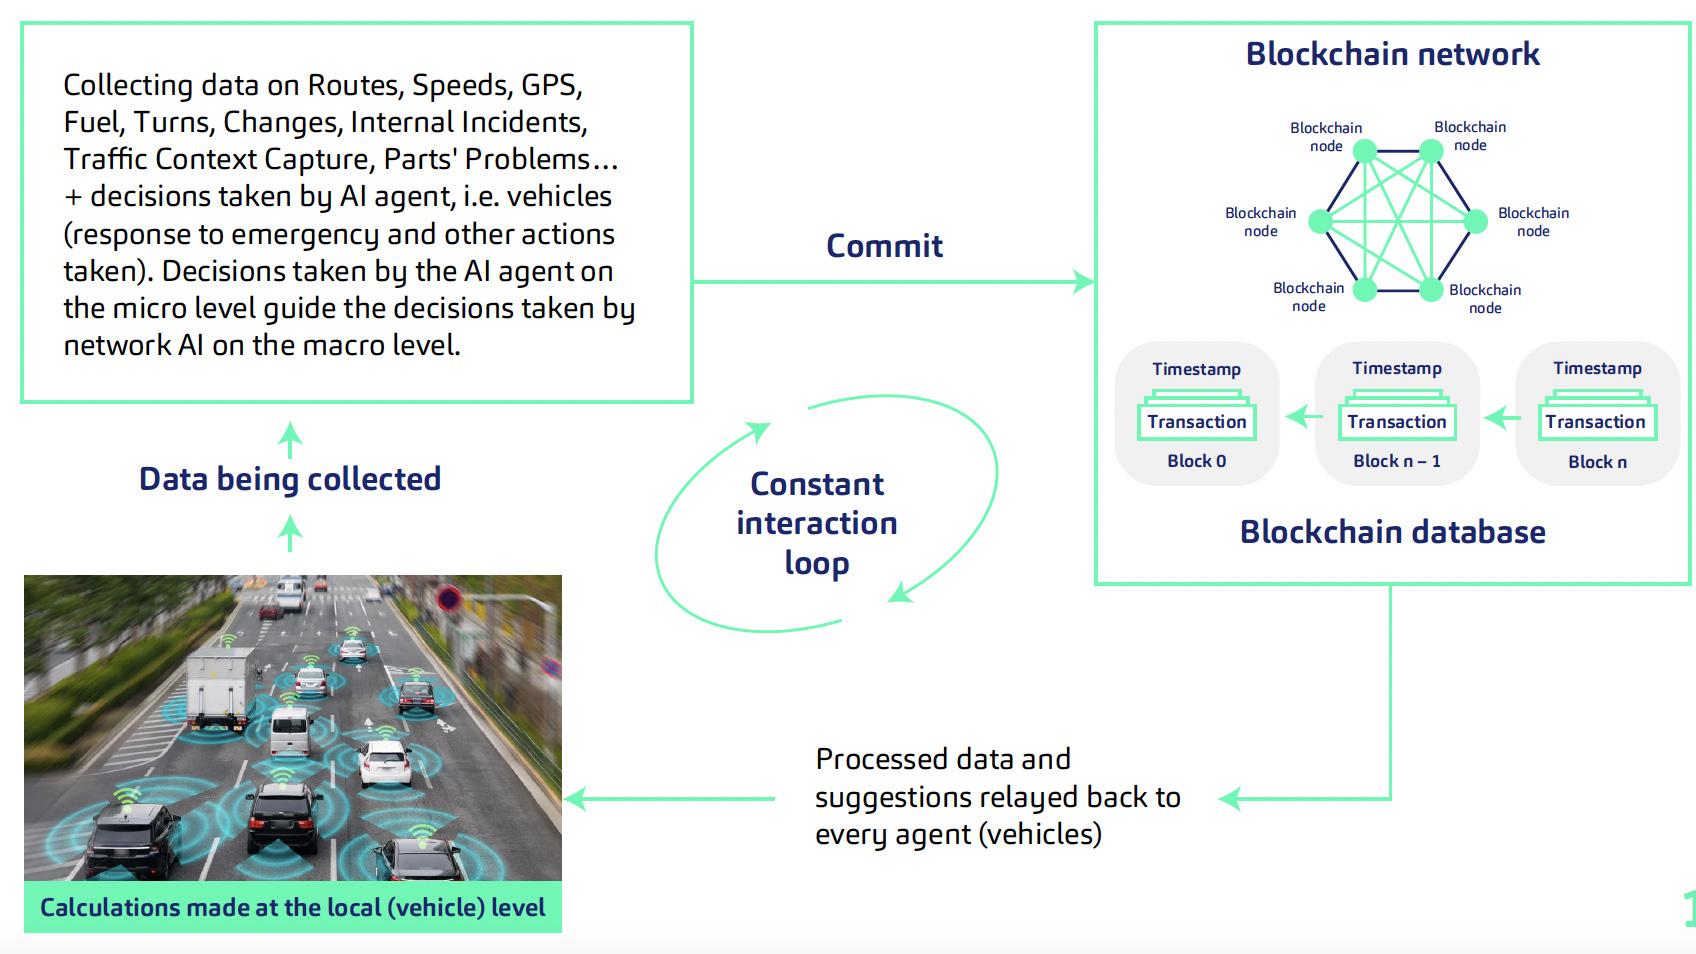 Collecting data on Routes, Speeds, GPS,
Fuel, Turns, Changes, Internal Incidents,
Traffic Context Capture, Parts' Problems...
+ decisions taken by AI agent, i.e. vehicles
(response to emergency and other actions
taken). Decisions taken by the AI agent on
the micro level guide the decisions taken by
network AI on the macro level.
Commit
Blockchain network
Blockchain
node
Blockchain
node
Blockchain
node
Blockchain
node
Blockchain
node
Blockchain
node
Timestamp
Transaction
Block 0
Timestamp
Transaction
Block n – 1
Timestamp
Transaction
Block n
Blockchain database
Data being collected
Constant
interaction
loop
Processed data and
suggestions relayed back to
every agent (vehicles)
Calculations made at the local (vehicle) level
1